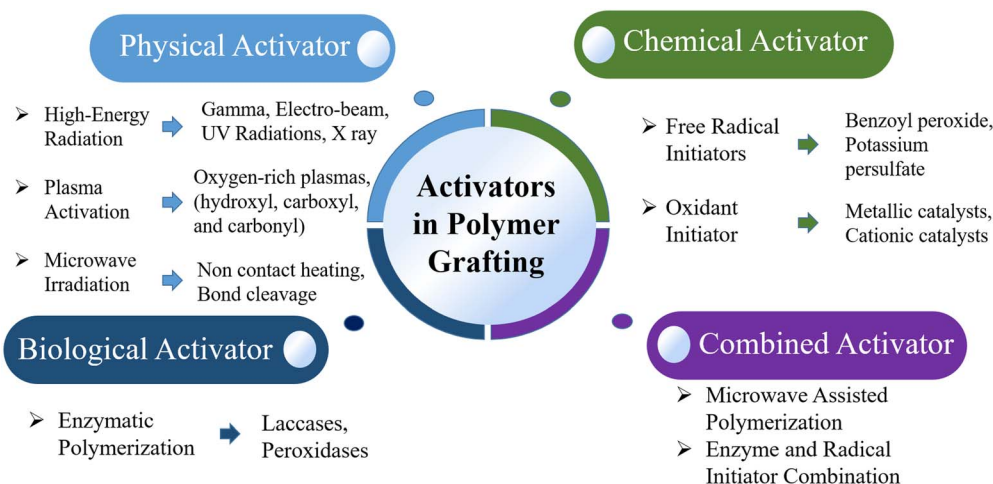 Physical Activator
High-Energy
Radiation
Gamma, Electro-beam,
UV Radiations, X ray
Plasma
Activation
Oxygen-rich plasmas,
(hydroxyl, carboxyl,
and carbonyl)
Microwave
Irradiation
Non contact heating,
Bond cleavage
Chemical Activator
Free Radical
Initiators
Benzoyl peroxide,
Potassium
persulfate
Oxidant
Initiator
Metallic catalysts,
Cationic catalysts
Activators
in Polymer
Grafting
Biological Activator
Enzymatic
Polymerization
Laccases,
Peroxidases
Combined Activator
Microwave Assisted
Polymerization
Enzyme and Radical
Initiator Combination